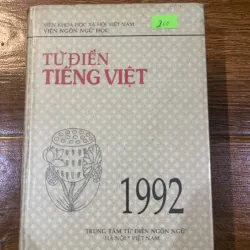 VIỆN KHOA HỌC XÃ HỘI VIỆT NAM
VIỆN NGÔN NGỮ HỌC
TỪ ĐIỂN
TIẾNG VIỆT
1992
TRUNG TÂM TỪ ĐIỂN NGÔN NGỮ
HÀ NỘI - VIỆT NAM